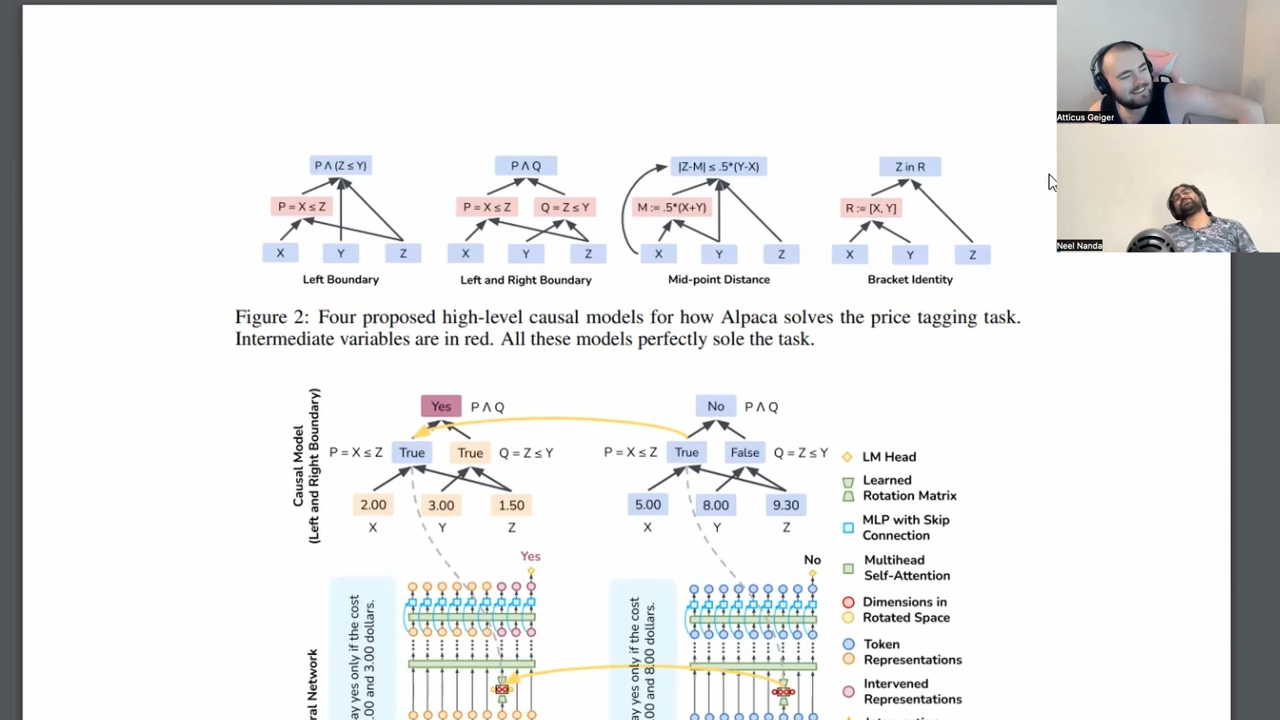 Atticus Geiger
Neel Nanda
P ∧ (Z ≤ Y)
P = X ≤ Z
X Y Z
Left Boundary
P ∧ Q
P = X ≤ Z Q = Z ≤ Y
X Y Z
Left and Right Boundary
|Z-M| ≤ .5*(Y-X)
M := .5*(X+Y)
X Y Z
Mid-point Distance
Z in R
R := [X, Y]
X Y Z
Bracket Identity
Figure 2: Four proposed high-level causal models for how Alpaca solves the price tagging task.
Intermediate variables are in red. All these models perfectly sole the task.
Causal Model
(Left and Right Boundary)
Yes P ∧ Q
P = X ≤ Z True True Q = Z ≤ Y
2.00 3.00 1.50
X Y Z
Yes
No P ∧ Q
P = X ≤ Z True False Q = Z ≤ Y
5.00 8.00 9.30
X Y Z
No
ay yes only if the cost
.00 and 3.00 dollars.
ay yes only if the cost
.00 and 8.00 dollars.
ral Network
LM Head
Learned
Rotation Matrix
MLP with Skip
Connection
Multihead
Self-Attention
Dimensions in
Rotated Space
Token
Representations
Intervened
Representations